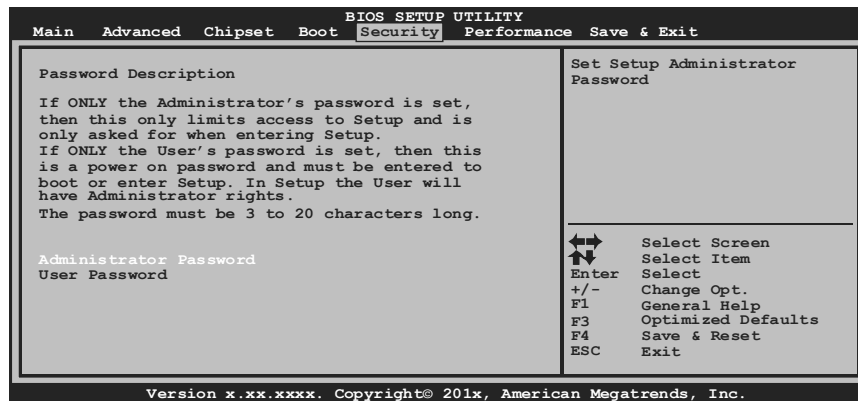 BIOS SETUP UTILITY
Main Advanced Chipset Boot Security Performance Save & Exit
Password Description
If ONLY the Administrator's password is set,
then this only limits access to Setup and is
only asked for when entering Setup.
If ONLY the User's password is set, then this
is a power on password and must be entered to
boot or enter Setup. In Setup the User will
have Administrator rights.
The password must be 3 to 20 characters long.
Administrator Password
User Password
Set Setup Administrator
Password
Select Screen
Select Item
Enter Select
+/- Change Opt.
F1 General Help
F3 Optimized Defaults
F4 Save & Reset
ESC Exit
Version x.xx.xxxx. Copyright© 201x, American Megatrends, Inc.